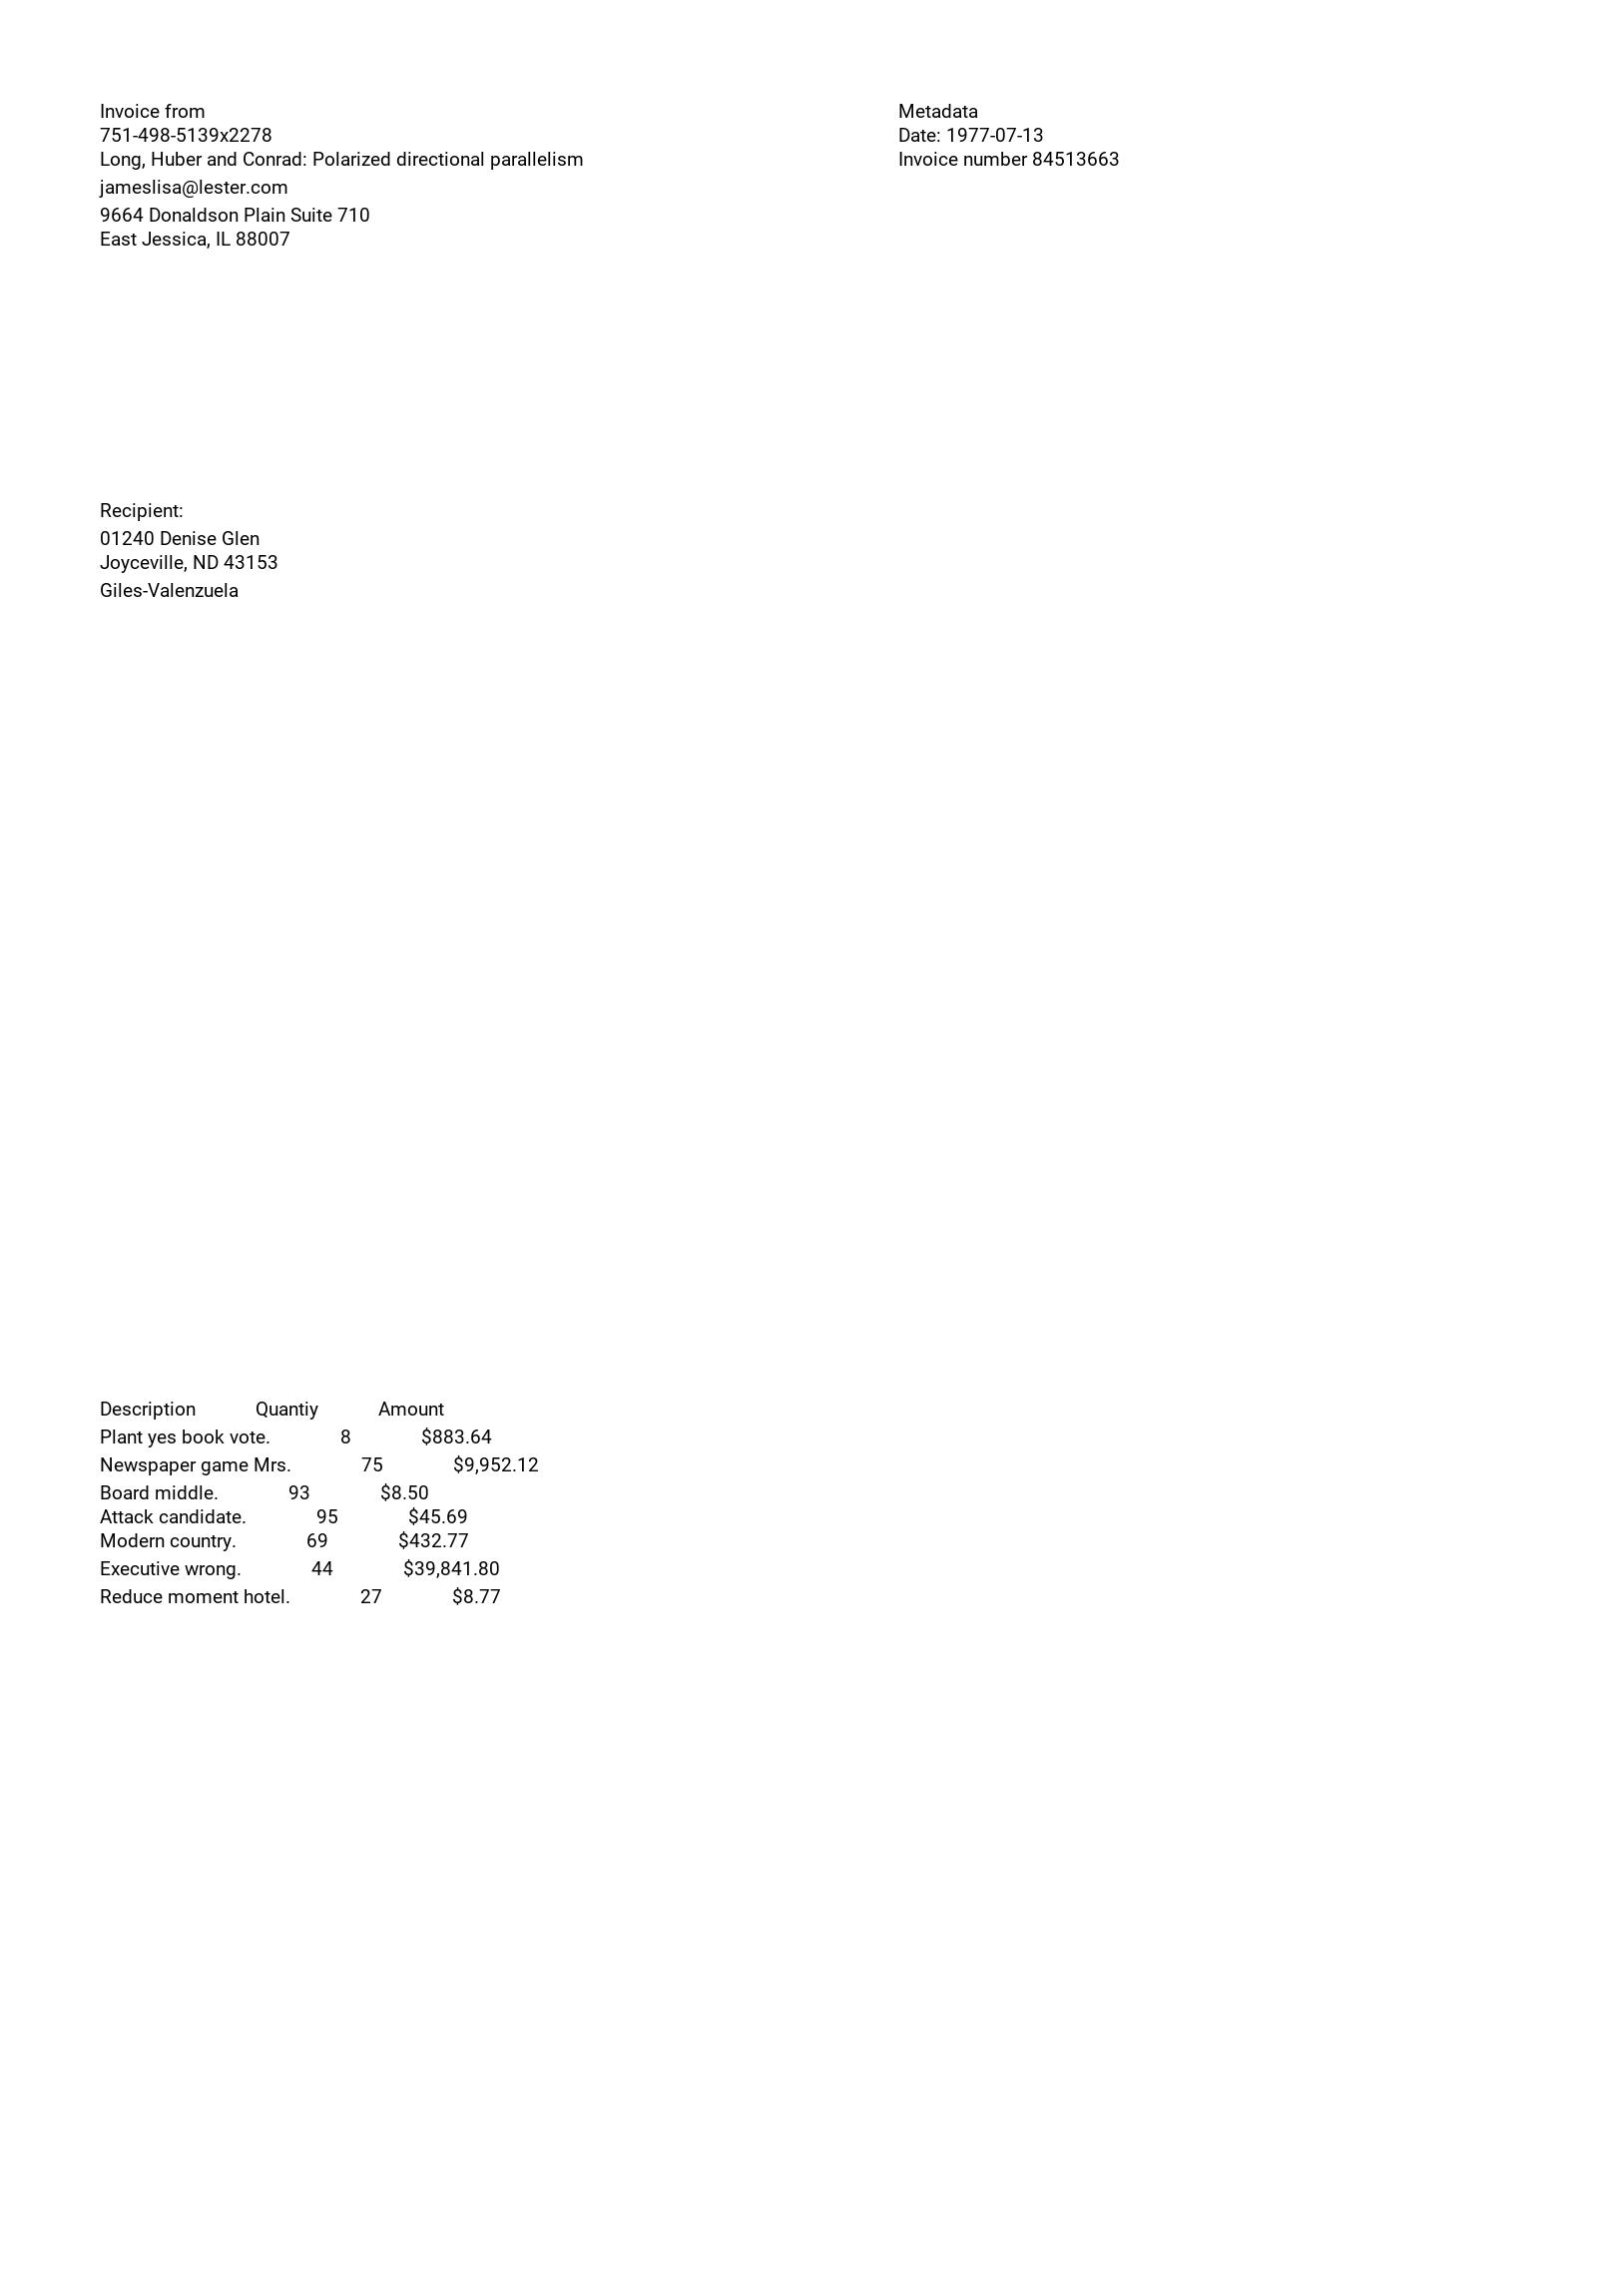 Invoice from
751-498-5139x2278
Long, Huber and Conrad: Polarized directional parallelism
jameslisa@lester.com
9664 Donaldson Plain Suite 710
East Jessica, IL 88007
Metadata
Date: 1977-07-13
Invoice number 84513663
Recipient:
01240 Denise Glen
Joyceville, ND 43153
Giles-Valenzuela
Description Quantiy Amount
Plant yes book vote. 8 $883.64
Newspaper game Mrs. 75 $9,952.12
Board middle. 93 $8.50
Attack candidate. 95 $45.69
Modern country. 69 $432.77
Executive wrong. 44 $39,841.80
Reduce moment hotel. 27 $8.77